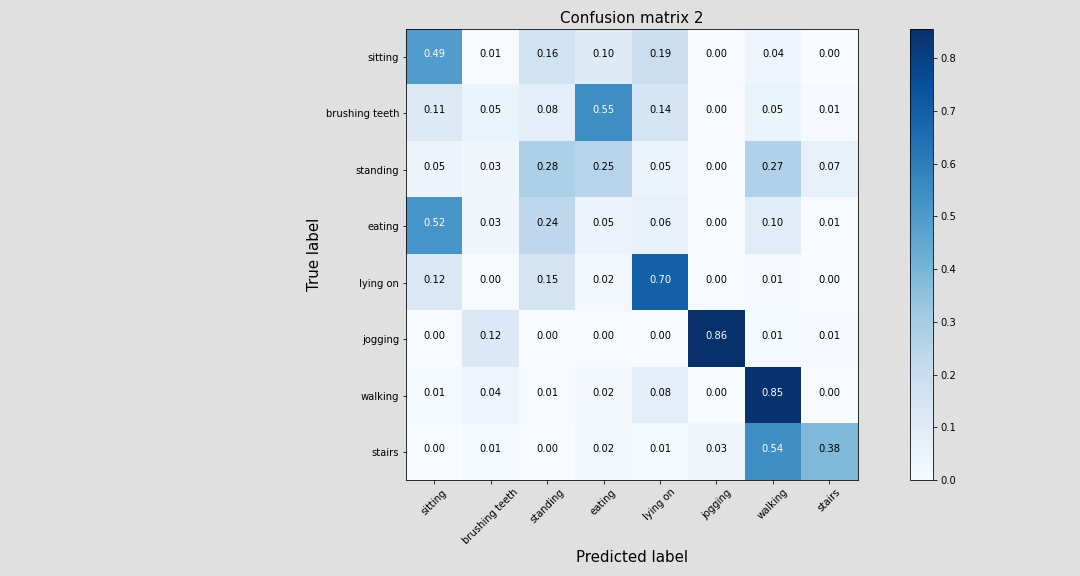 Confusion matrix 2
sitting 0.49 0.01 0.16 0.10 0.19 0.00 0.04 0.00
brushing teeth 0.11 0.05 0.08 0.55 0.14 0.00 0.05 0.01
standing 0.05 0.03 0.28 0.25 0.05 0.00 0.27 0.07
eating 0.52 0.03 0.24 0.05 0.06 0.00 0.10 0.01
lying on 0.12 0.00 0.15 0.02 0.70 0.00 0.01 0.00
jogging 0.00 0.12 0.00 0.00 0.00 0.86 0.01 0.01
walking 0.01 0.04 0.01 0.02 0.08 0.00 0.85 0.00
stairs 0.00 0.01 0.00 0.02 0.01 0.03 0.54 0.38
True label
sitting brushing teeth standing eating lying on jogging walking stairs
Predicted label
0.8
0.7
0.6
0.5
0.4
0.3
0.2
0.1
0.0